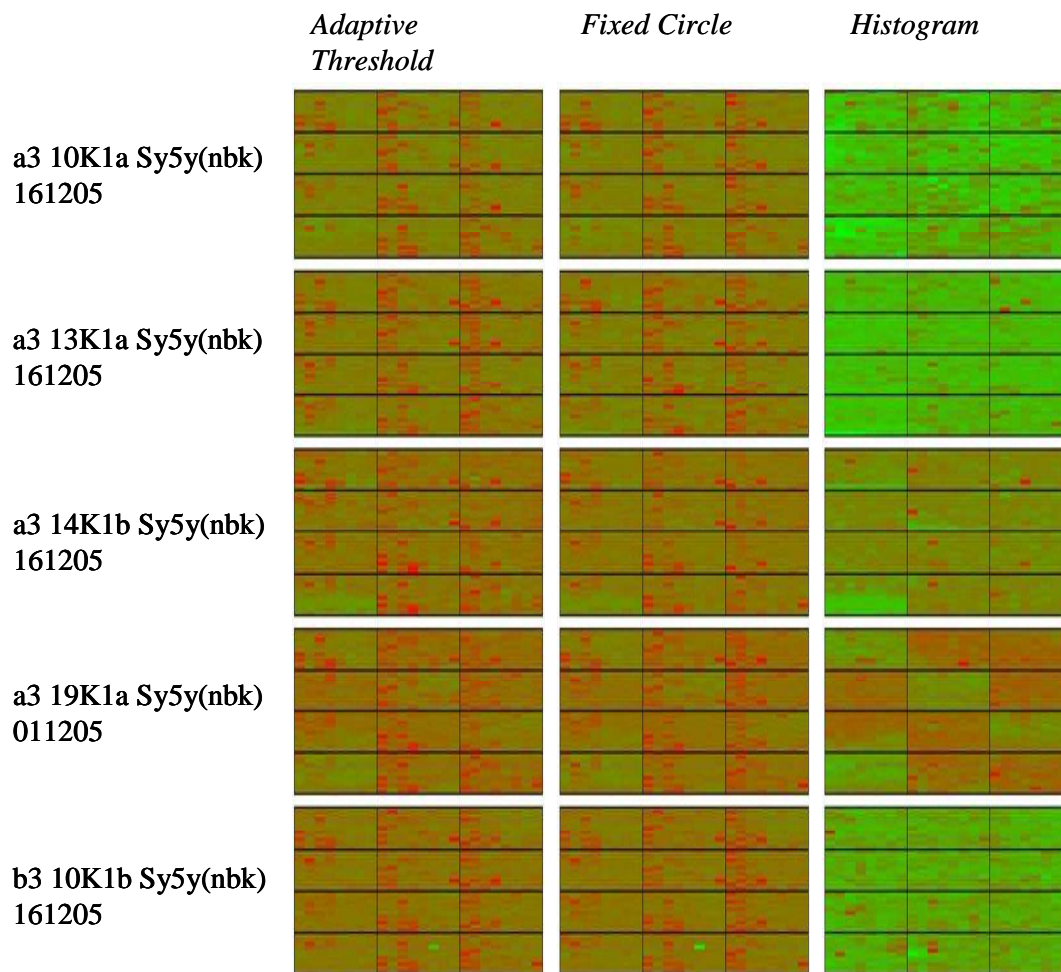 Adaptive
Threshold
Fixed Circle
Histogram
a3 10K1a Sy5y(nbk)
161205
a3 13K1a Sy5y(nbk)
161205
a3 14K1b Sy5y(nbk)
161205
a3 19K1a Sy5y(nbk)
011205
b3 10K1b Sy5y(nbk)
161205